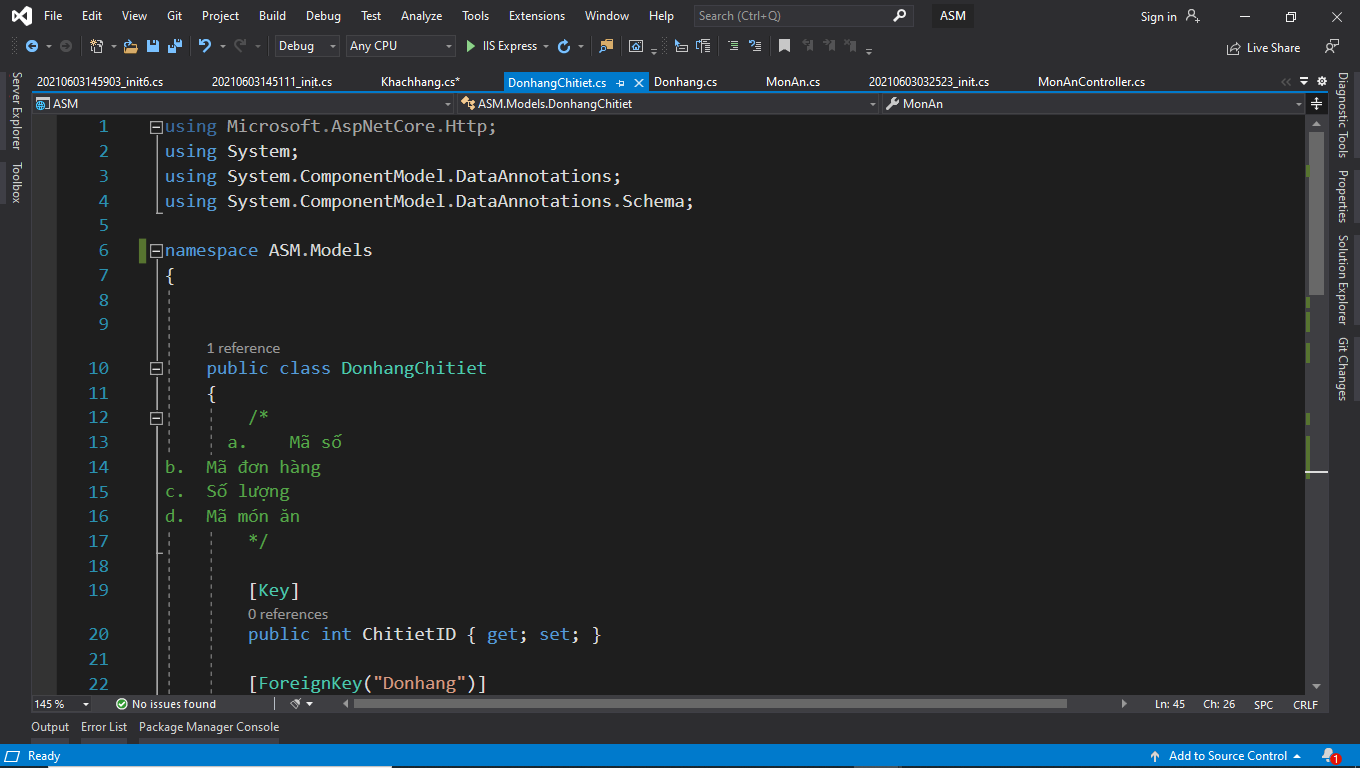 File Edit View Git Project Build Debug Test Analyze Tools Extensions Window Help Search (Ctrl+Q) ASM Sign in
Debug Any CPU IIS Express Live Share
20210603145903_init6.cs 20210603145111_init.cs Khachhang.cs* DonhangChitiet.cs Donhang.cs MonAn.cs 20210603032523_init.cs MonAnController.cs
ASM ASM.Models.DonhangChitiet MonAn
Server Explorer
Toolbox
1 using Microsoft.AspNetCore.Http;
2 using System;
3 using System.ComponentModel.DataAnnotations;
4 using System.ComponentModel.DataAnnotations.Schema;
5
6 namespace ASM.Models
7 {
8
9
1 reference
10 public class DonhangChitiet
11 {
12 /*
13 a. Mã số
14 b. Mã đơn hàng
15 c. Số lượng
16 d. Mã món ăn
17 */
18
19 [Key]
0 references
20 public int ChitietID { get; set; }
21
22 [ForeignKey("Donhang")]
Diagnostic Tools
Properties
Solution Explorer
Git Changes
145 % No issues found Ln: 45 Ch: 26 SPC CRLF
Output Error List Package Manager Console
Ready Add to Source Control 1